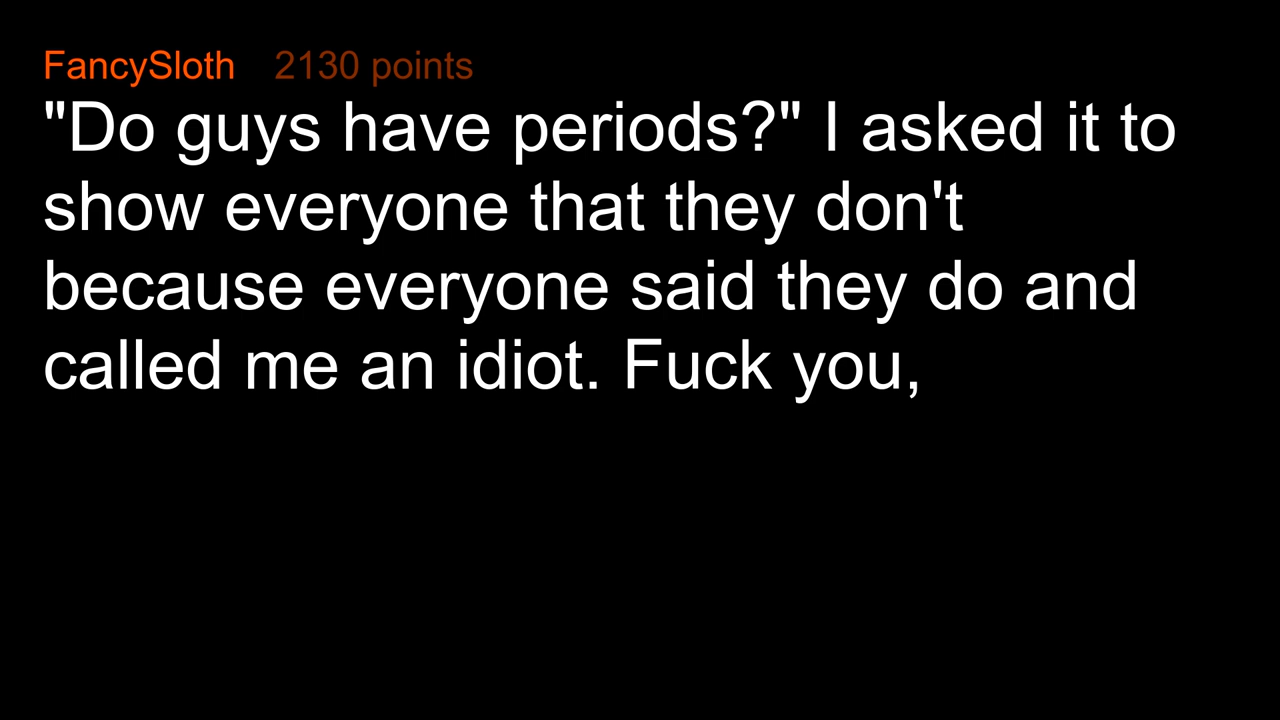 FancySloth 2130 points
"Do guys have periods?" I asked it to
show everyone that they don't
because everyone said they do and
called me an idiot. Fuck you,